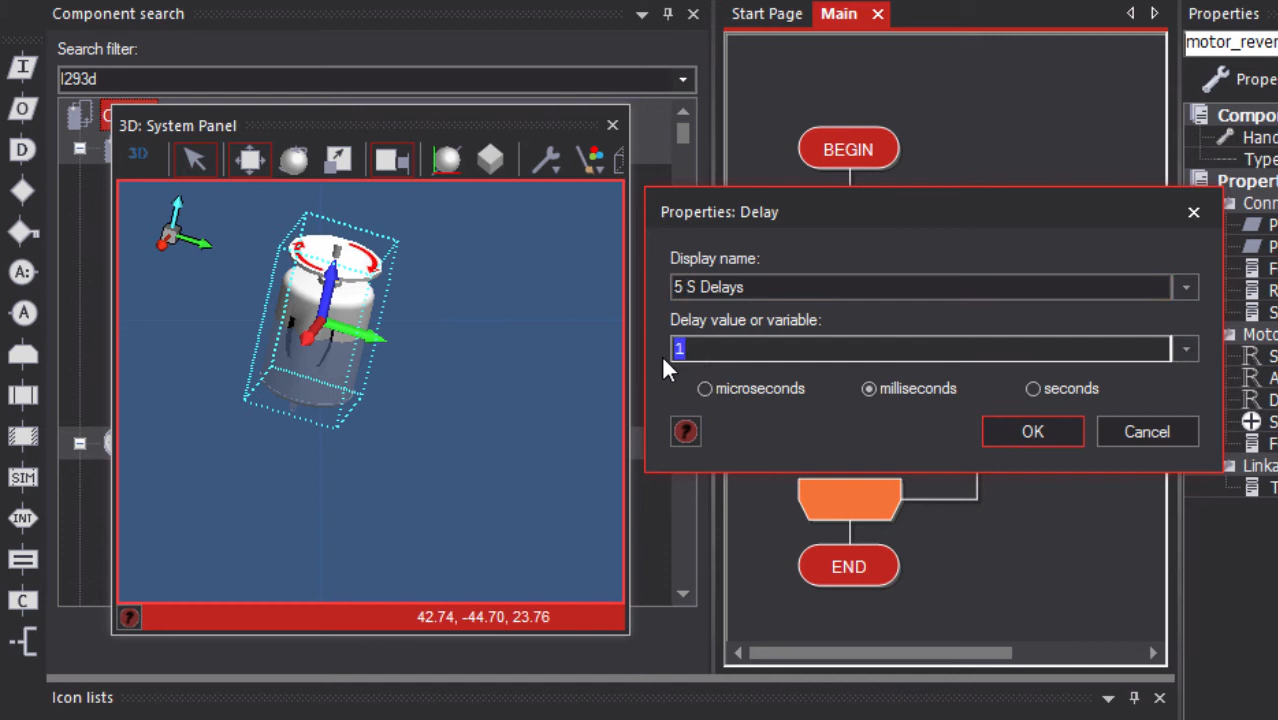 Component search
Search filter:
l293d
3D: System Panel
3D
I
O
D
A:
A
SIM
INT
C
42.74, -44.70, 23.76
Icon lists
Start Page
Main
BEGIN
Properties: Delay
Display name:
5 S Delays
Delay value or variable:
1
microseconds
milliseconds
seconds
?
OK
Cancel
END
Properties
motor_rever
Prope
Compo
Hand
Type
Propert
Conn
P
P
F
R
S
Moto
S
A
D
S
F
Linka
T